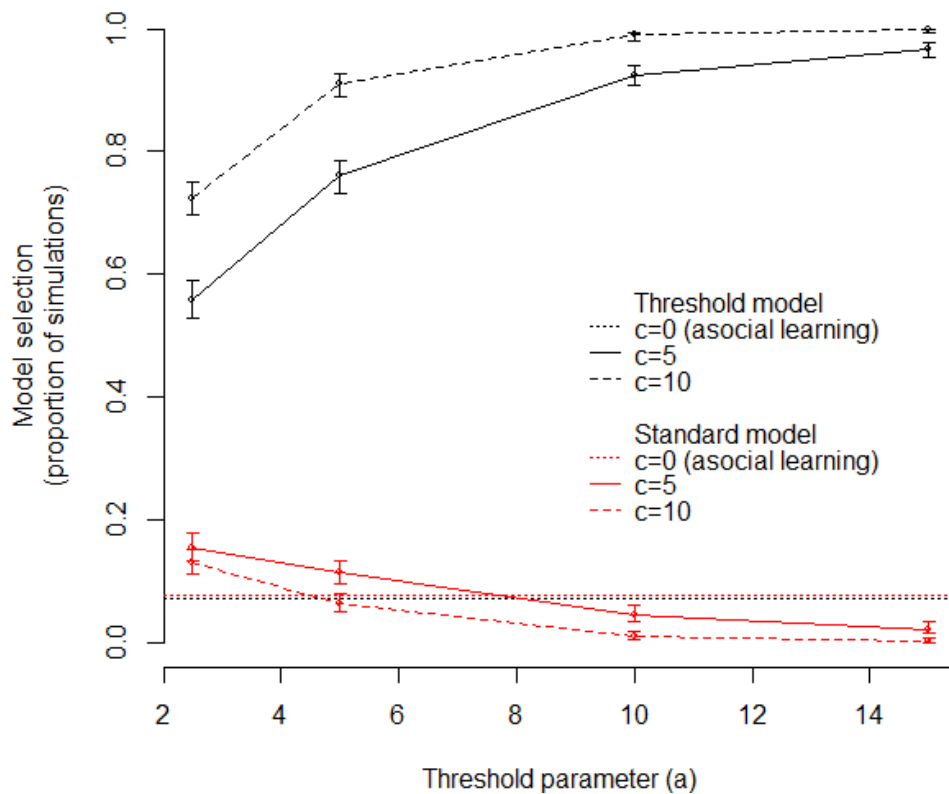 1.0
0.8
0.6
0.4
0.2
0.0
Model selection
(proportion of simulations)
Threshold model
c=0 (asocial learning)
c=5
c=10
Standard model
c=0 (asocial learning)
c=5
c=10
2 4 6 8 10 12 14
Threshold parameter (a)